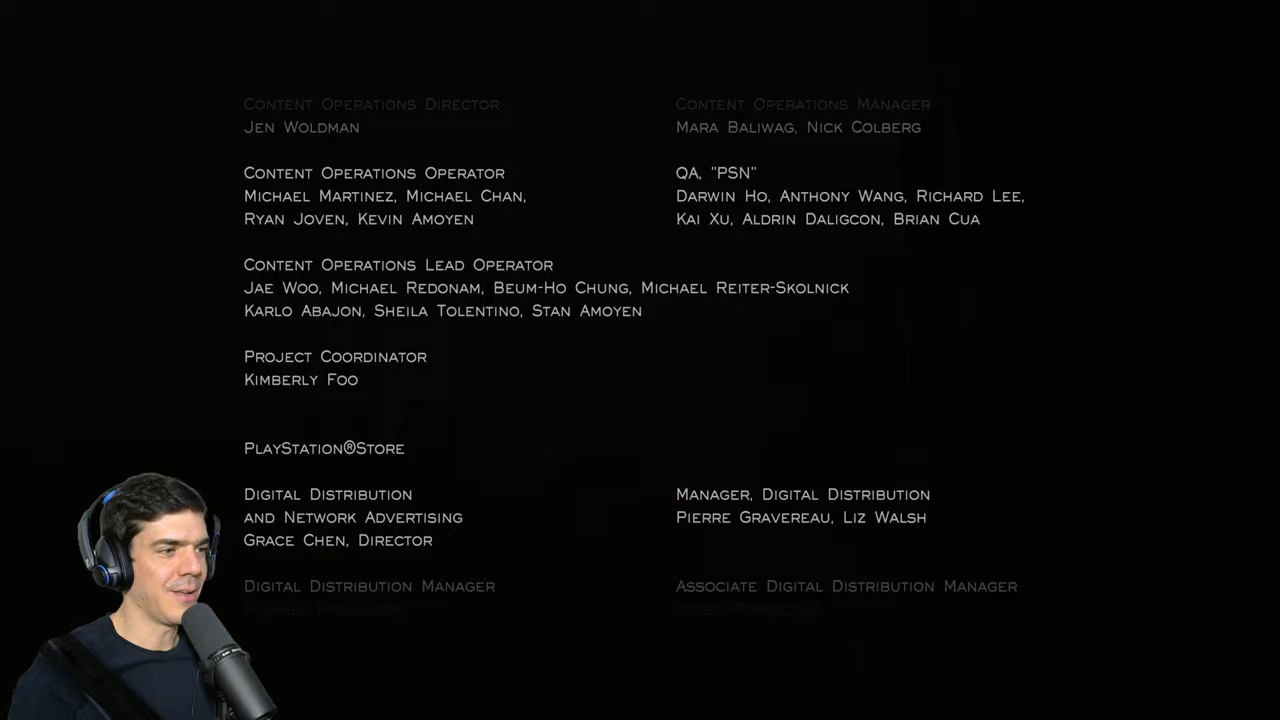 Content Operations Director
Jen Woldman
Content Operations Manager
Mara Baliwag, Nick Colberg
Content Operations Operator
Michael Martinez, Michael Chan,
Ryan Joven, Kevin Amoyen
QA, "PSN"
Darwin Ho, Anthony Wang, Richard Lee,
Kai Xu, Aldrin Daligcon, Brian Cua
Content Operations Lead Operator
Jae Woo, Michael Redonam, Beum-Ho Chung, Michael Reiter-Skolnick
Karlo Abajon, Sheila Tolentino, Stan Amoyen
Project Coordinator
Kimberly Foo
PlayStation®Store
Digital Distribution
and Network Advertising
Grace Chen, Director
Manager, Digital Distribution
Pierre Gravereau, Liz Walsh
Digital Distribution Manager
Associate Digital Distribution Manager